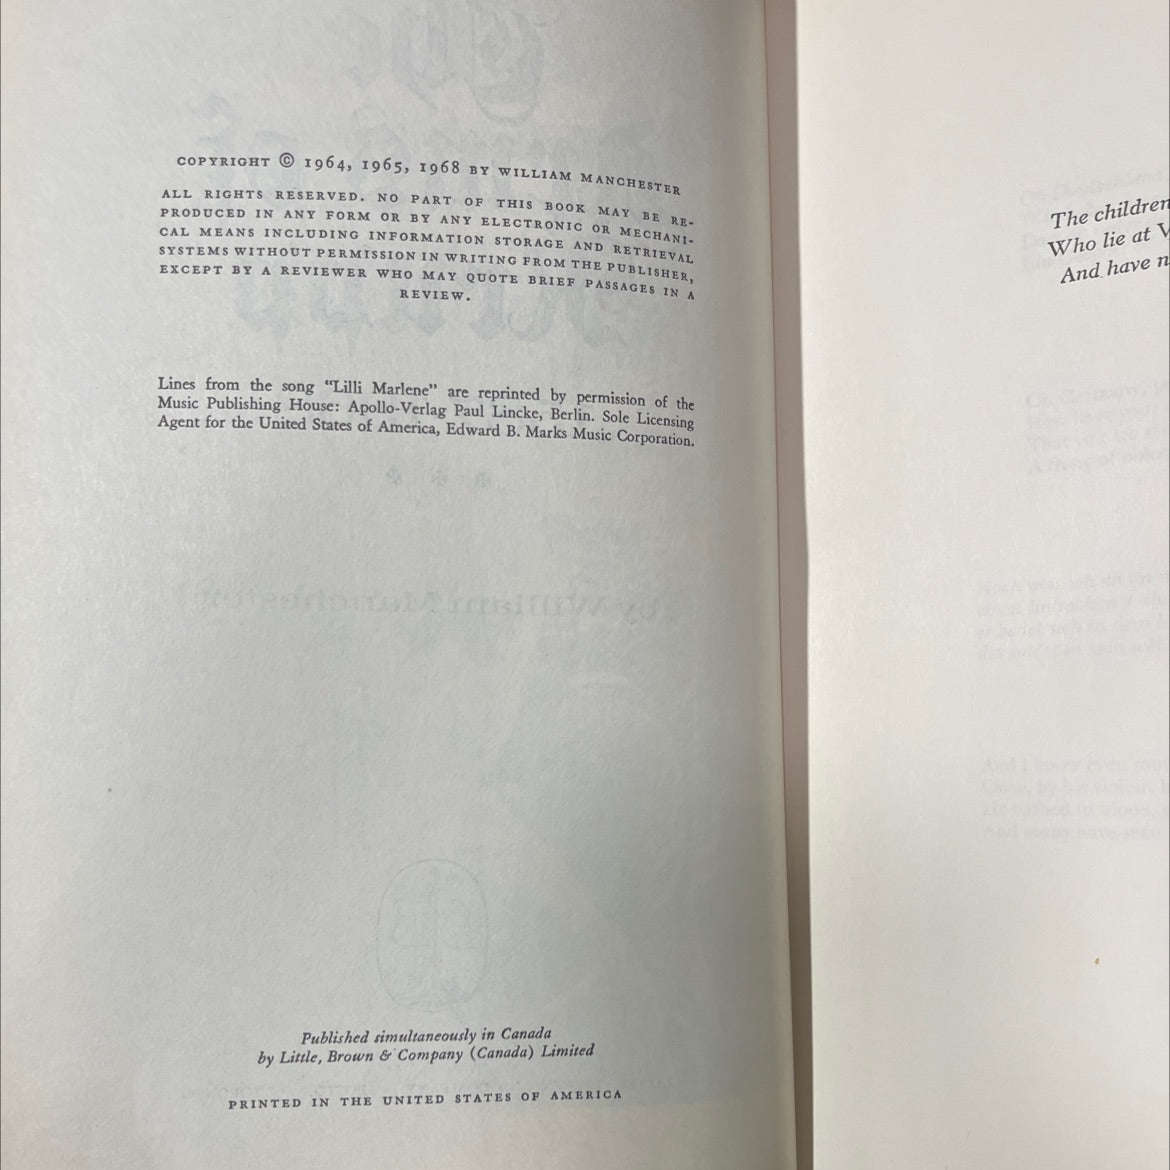 COPYRIGHT © 1964, 1965, 1968 BY WILLIAM MANCHESTER
ALL RIGHTS RESERVED. NO PART OF THIS BOOK MAY BE RE-
PRODUCED IN ANY FORM OR BY ANY ELECTRONIC OR MECHANI-
CAL MEANS INCLUDING INFORMATION STORAGE AND RETRIEVAL
SYSTEMS WITHOUT PERMISSION IN WRITING FROM THE PUBLISHER,
EXCEPT BY A REVIEWER WHO MAY QUOTE BRIEF PASSAGES IN A
REVIEW.
Lines from the song “Lilli Marlene” are reprinted by permission of the
Music Publishing House: Apollo-Verlag Paul Lincke, Berlin. Sole Licensing
Agent for the United States of America, Edward B. Marks Music Corporation.
by William Manchester
Published simultaneously in Canada
by Little, Brown & Company (Canada) Limited
PRINTED IN THE UNITED STATES OF AMERICA
The children
Who lie at
And have